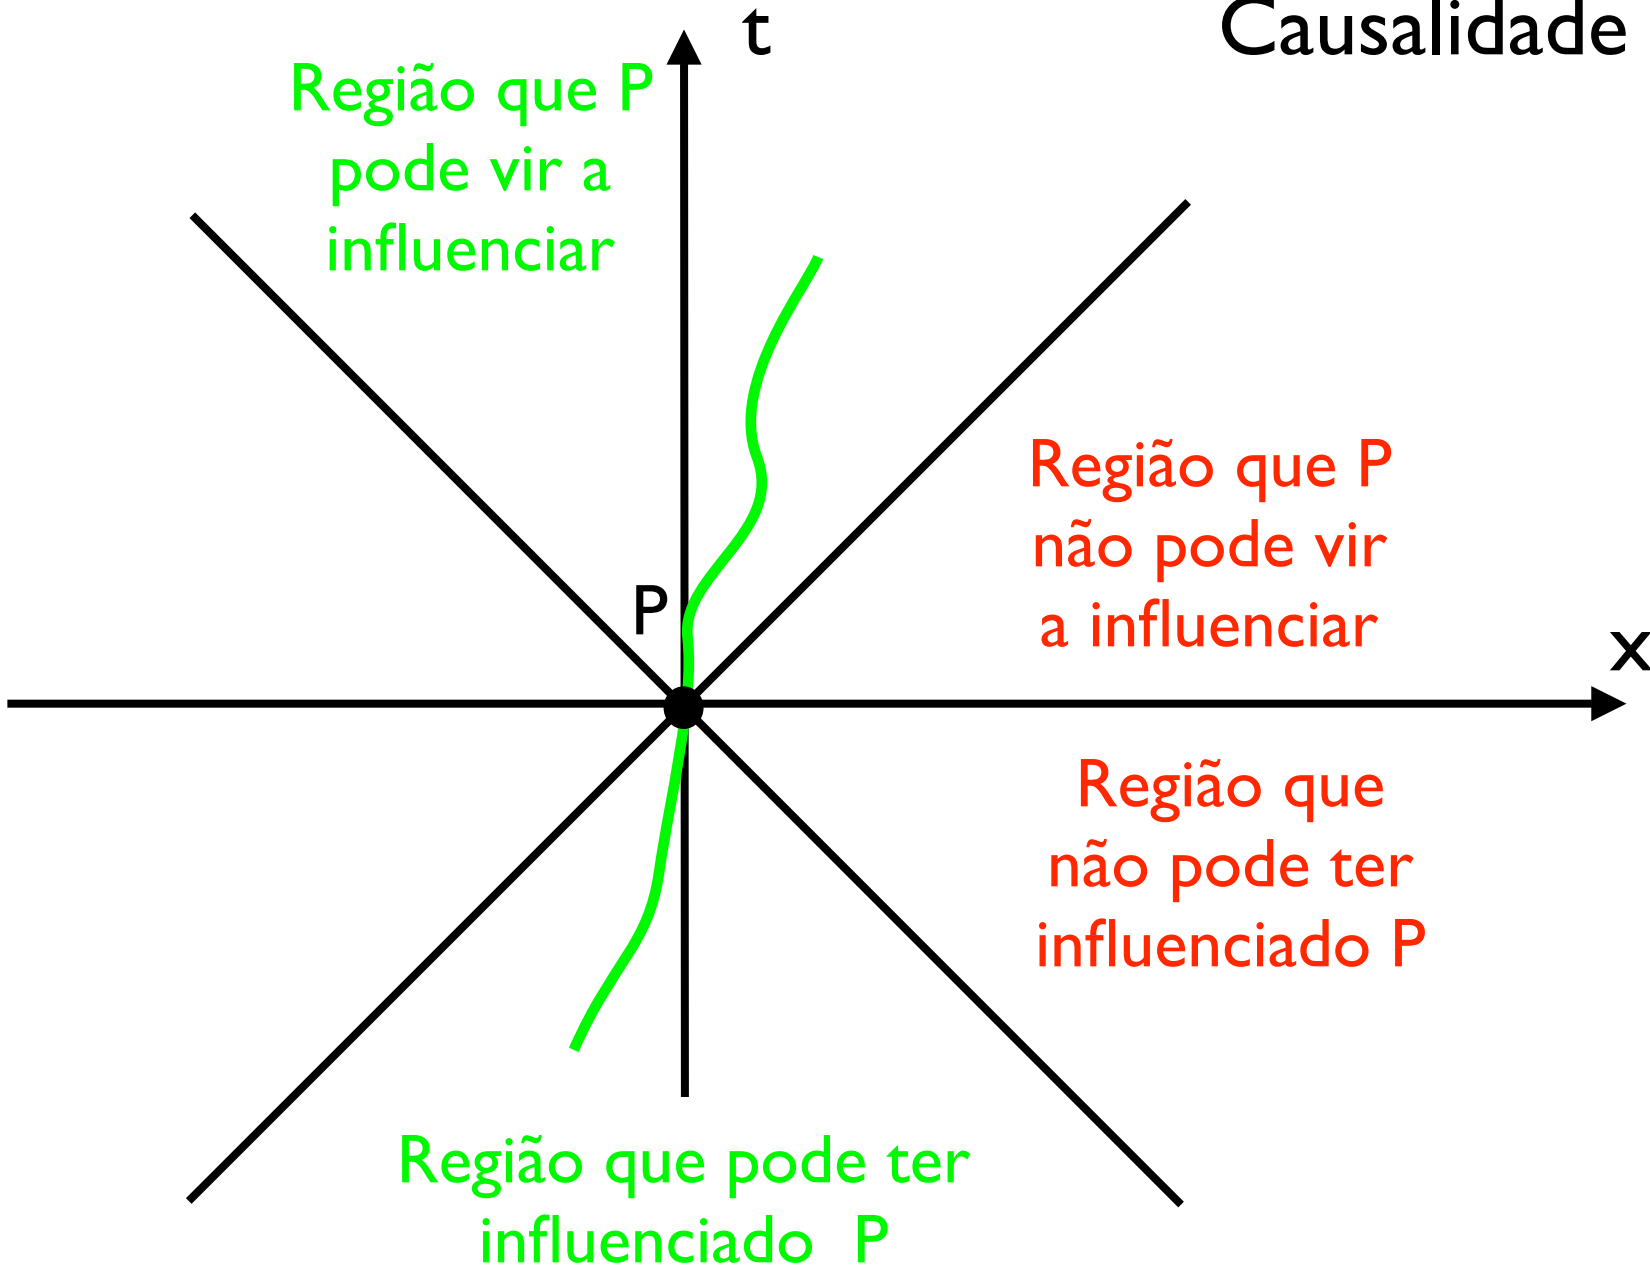 Causalidade
t
Região que P
pode vir a
influenciar
Região que P
não pode vir
a influenciar
P
x
Região que
não pode ter
influenciado P
Região que pode ter
influenciado P